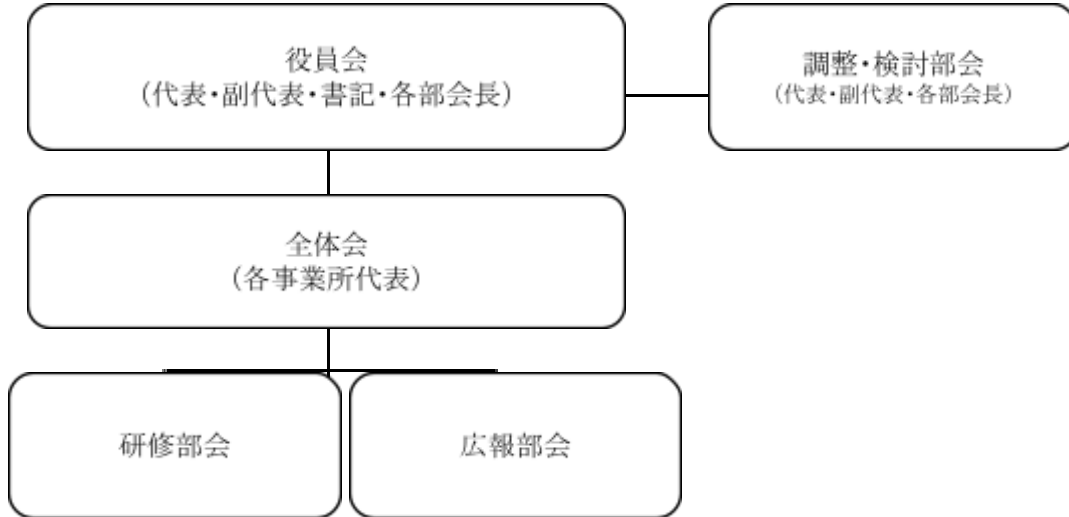 役員会
（代表・副代表・書記・各部会長）
調整・検討部会
（代表・副代表・各部会長）
全体会
（各事業所代表）
研修部会
広報部会